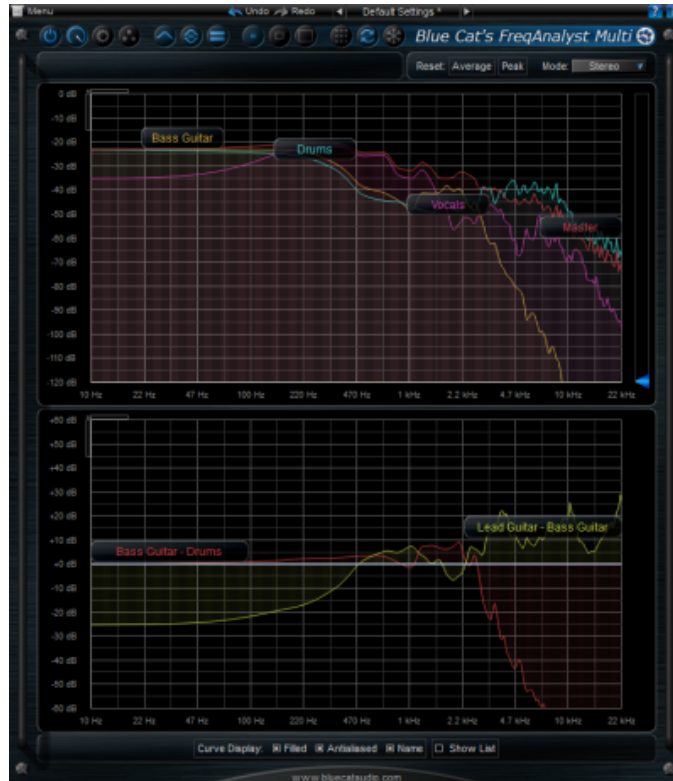 Menu Undo Redo Default Settings * ?
Blue Cat's FreqAnalyst Multi
Reset: Average Peak Mode: Stereo
0 dB
-10 dB
-20 dB
-30 dB
-40 dB
-50 dB
-60 dB
-70 dB
-80 dB
-90 dB
-100 dB
-110 dB
-120 dB
Bass Guitar
Drums
Vocals
Master
10 Hz 22 Hz 47 Hz 100 Hz 220 Hz 470 Hz 1 kHz 2.2 kHz 4.7 kHz 10 kHz 22 kHz
+60 dB
+50 dB
+40 dB
+30 dB
+20 dB
+10 dB
+0 dB
-10 dB
-20 dB
-30 dB
-40 dB
-50 dB
-60 dB
Lead Guitar - Bass Guitar
Bass Guitar - Drums
10 Hz 22 Hz 47 Hz 100 Hz 220 Hz 470 Hz 1 kHz 2.2 kHz 4.7 kHz 10 kHz 22 kHz
Curve Display: Filled Antialiased Name Show List
www.bluecataudio.com